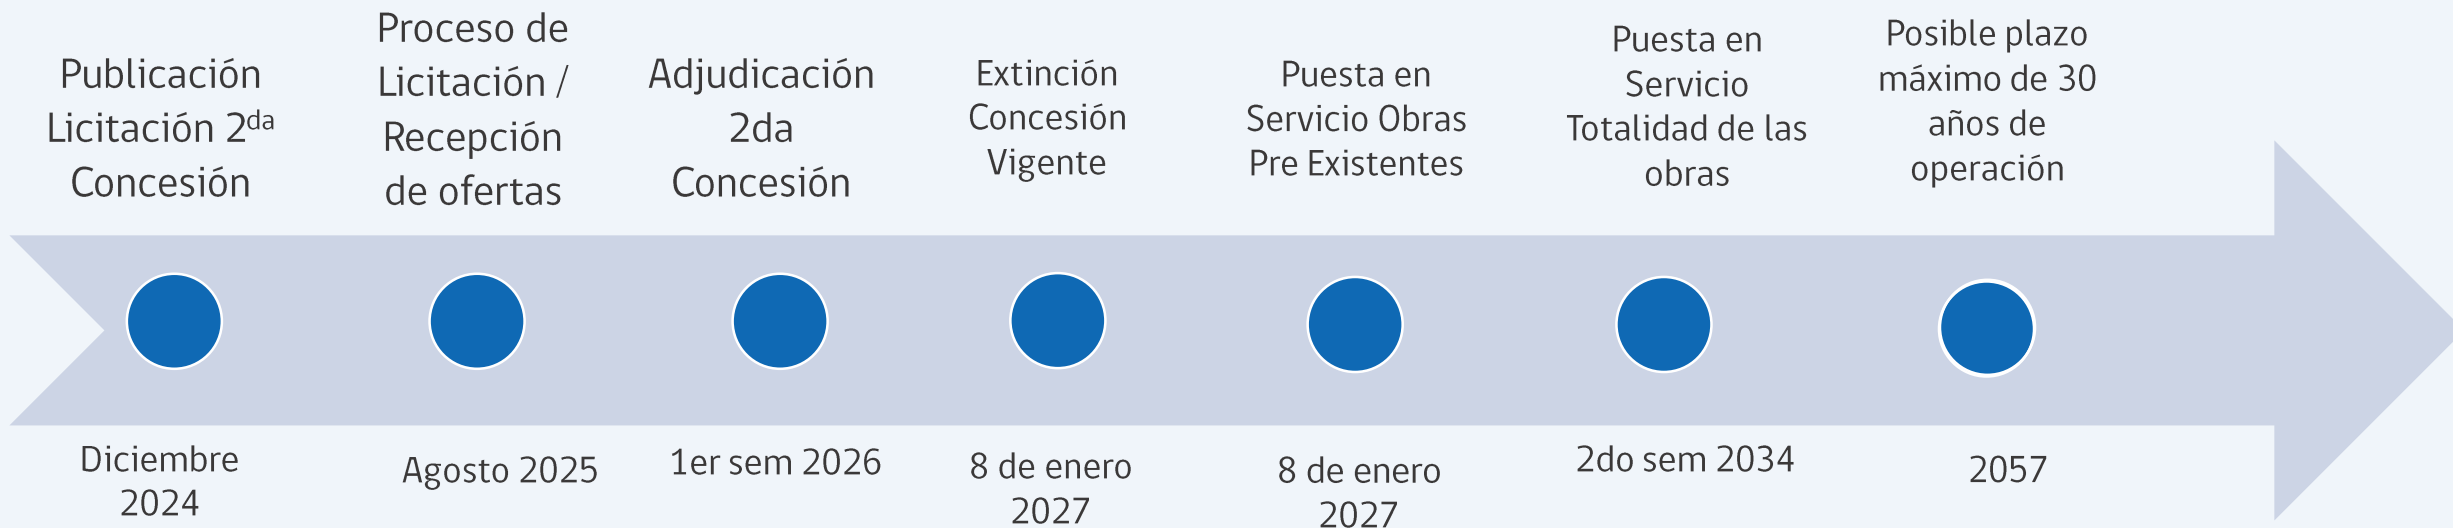 Publicación
Licitación 2da
Concesión
Proceso de
Licitación /
Recepción
de ofertas
Adjudicación
2da
Concesión
Extinción
Concesión
Vigente
Puesta en
Servicio Obras
Pre Existentes
Puesta en
Servicio
Totalidad de las
obras
Posible plazo
máximo de 30
años de
operación
Diciembre
2024
Agosto 2025
1er sem 2026
8 de enero
2027
8 de enero
2027
2do sem 2034
2057